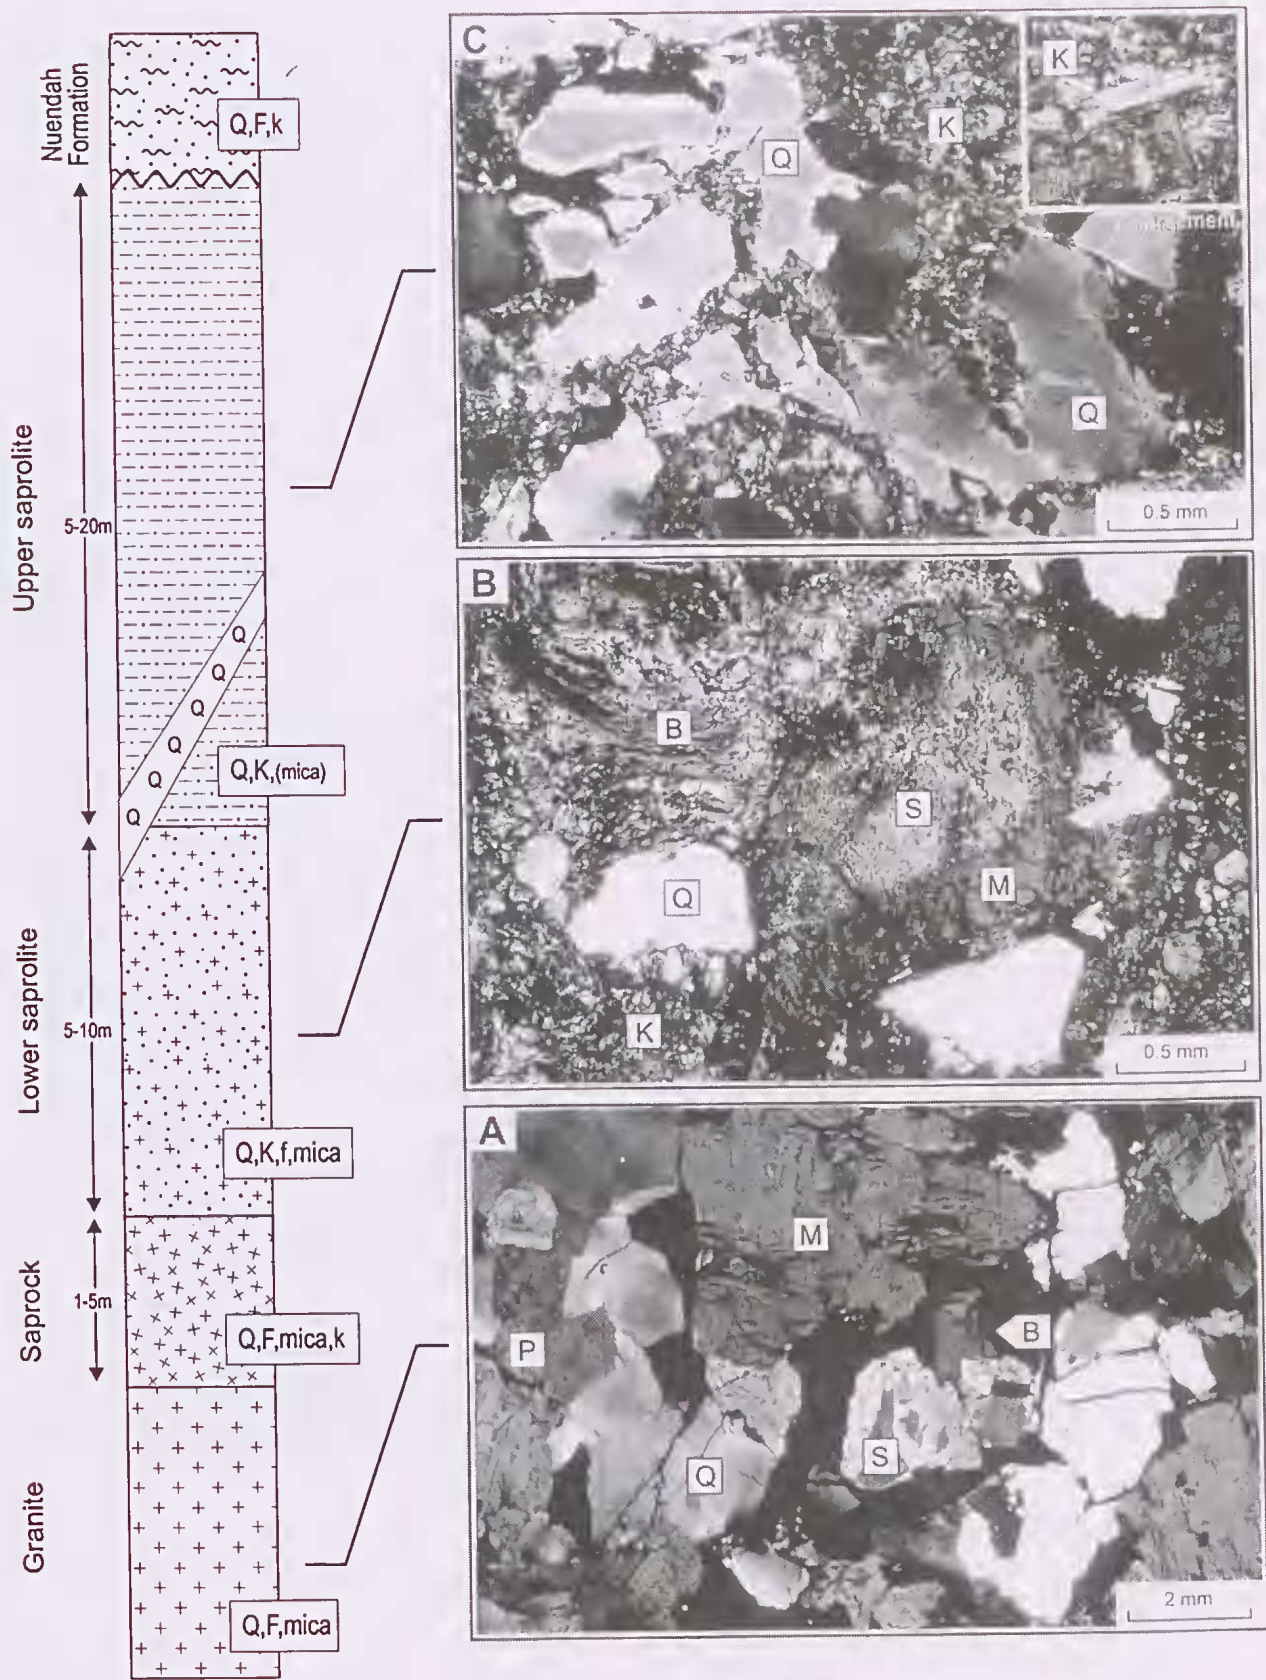 Nuendah
Formation
Q,F,k
Upper saprolite
5-20m
Q
Q
Q
Q
Q
Q
Q,K,(mica)
Lower saprolite
5-10m
Q,K,f,mica
Saprock
1-5m
Q,F,mica,k
Granite
Q,F,mica
C
K
K
Q
Q
0.5 mm
B
B
S
Q
M
K
0.5 mm
A
M
B
P
S
Q
2 mm